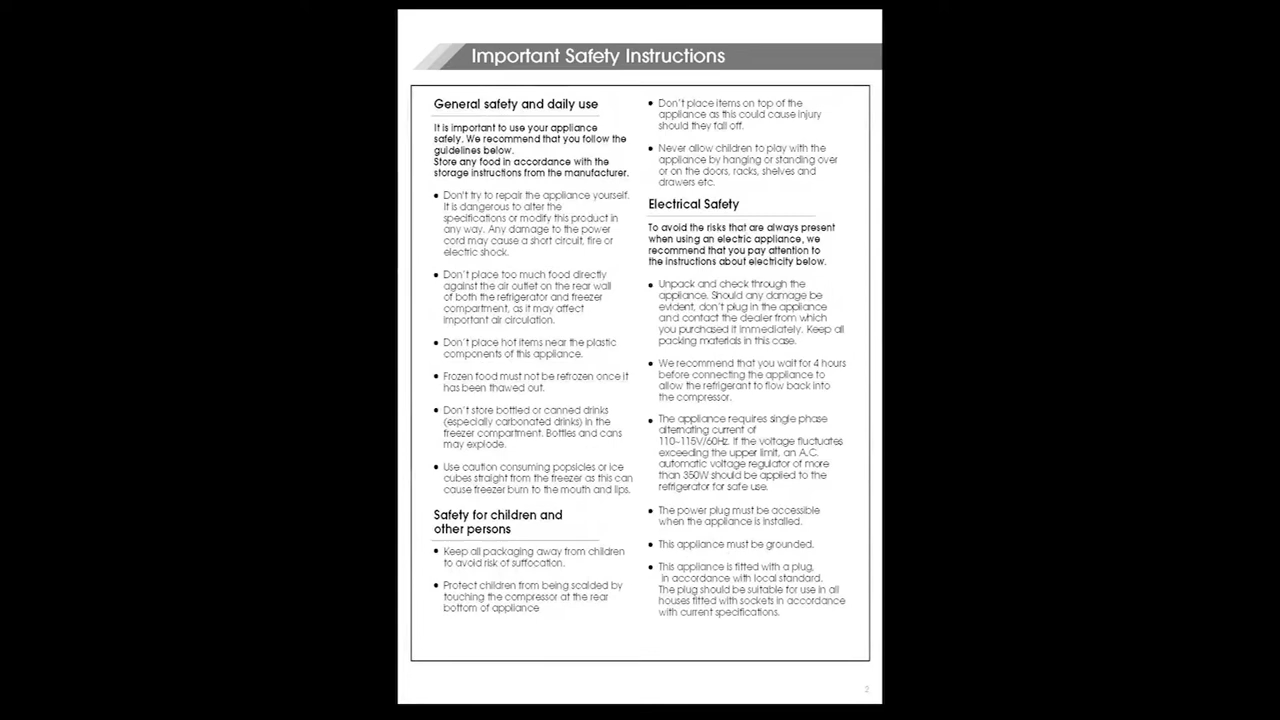 Important Safety Instructions
General safety and daily use
It is important to use your appliance
safely. We recommend that you follow the
guidelines below.
Store any food in accordance with the
storage instructions from the manufacturer.
• Don't try to repair the appliance yourself.
It is dangerous to alter the
specifications or modify this product in
any way. Any damage to the power
cord may cause a short circuit, fire or
electric shock.
• Don't place too much food directly
against the air outlet on the rear wall
of both the refrigerator and freezer
compartment, as it may affect
important air circulation.
• Don't place hot items near the plastic
components of this appliance.
• Frozen food must not be refrozen once it
has been thawed out.
• Don't store bottled or canned drinks
(especially carbonated drinks) in the
freezer compartment. Bottles and cans
may explode.
• Use caution consuming popsicles or ice
cubes straight from the freezer as this can
cause freezer burn to the mouth and lips.
Safety for children and
other persons
• Keep all packaging away from children
to avoid risk of suffocation.
• Protect children from being scalded by
touching the compressor at the rear
bottom of appliance
• Don't place items on top of the
appliance as this could cause injury
should they fall off.
• Never allow children to play with the
appliance by hanging or standing over
or on the doors, racks, shelves and
drawers etc.
Electrical Safety
To avoid the risks that are always present
when using an electric appliance, we
recommend that you pay attention to
the instructions about electricity below.
• Unpack and check through the
appliance. Should any damage be
evident, don't plug in the appliance
and contact the dealer from which
you purchased it immediately. Keep all
packing materials in this case.
• We recommend that you wait for 4 hours
before connecting the appliance to
allow the refrigerant to flow back into
the compressor.
• The appliance requires single phase
alternating current of
110~115V/60Hz. If the voltage fluctuates
exceeding the upper limit, an A.C.
automatic voltage regulator of more
than 350W should be applied to the
refrigerator for safe use.
• The power plug must be accessible
when the appliance is installed.
• This appliance must be grounded.
• This appliance is fitted with a plug,
in accordance with local standard.
The plug should be suitable for use in all
houses fitted with sockets in accordance
with current specifications.
2